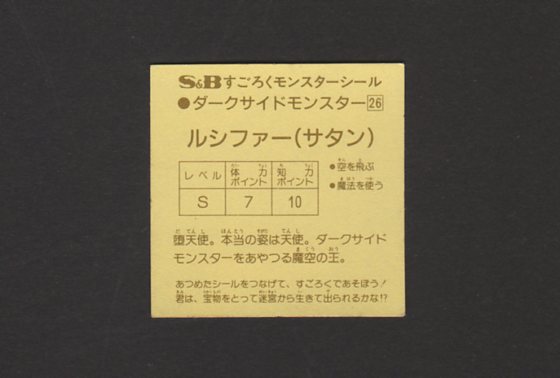 S&Bすごろくモンスターシール
●ダークサイドモンスター26
ルシファー(サタン)
レベル 体力ポイント 知力ポイント
S 7 10
●空を飛ぶ
●魔法を使う
堕天使。本当の姿は天使。ダークサイド
モンスターをあやつる魔空の王。
あつめたシールをつなげて、すごろくであそぼう!
君は、宝物をとって迷宮から生きて出られるかな!?